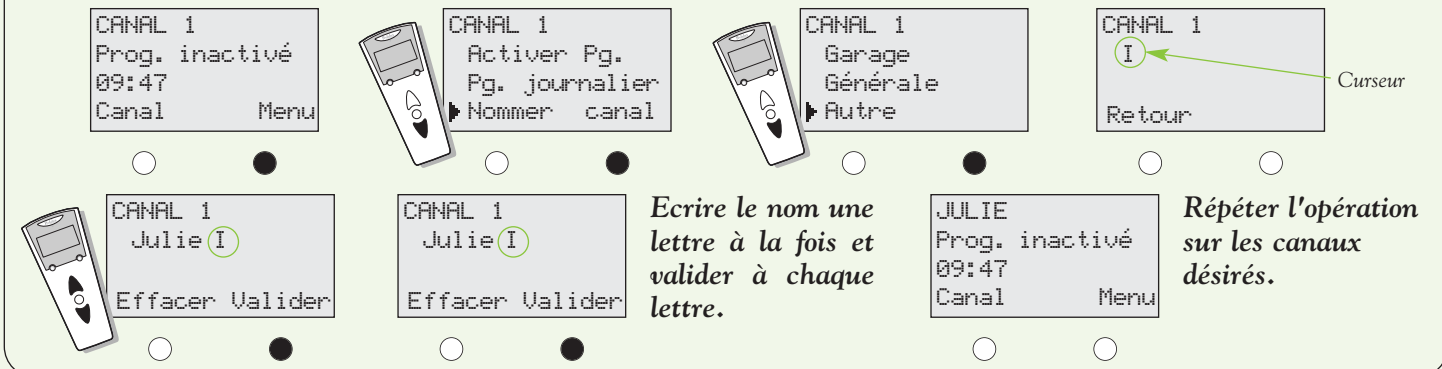 CANAL 1
Prog. inactivé
09:47
Canal Menu
CANAL 1
Activer Pg.
Pg. journalier
Nommer canal
CANAL 1
Garage
Générale
Autre
CANAL 1
I
Retour
Curseur
CANAL 1
Julie I
Effacer Valider
CANAL 1
Julie I
Effacer Valider
Ecrire le nom une
lettre à la fois et
valider à chaque
lettre.
JULIE
Prog. inactivé
09:47
Canal Menu
Répéter l'opération
sur les canaux
désirés.